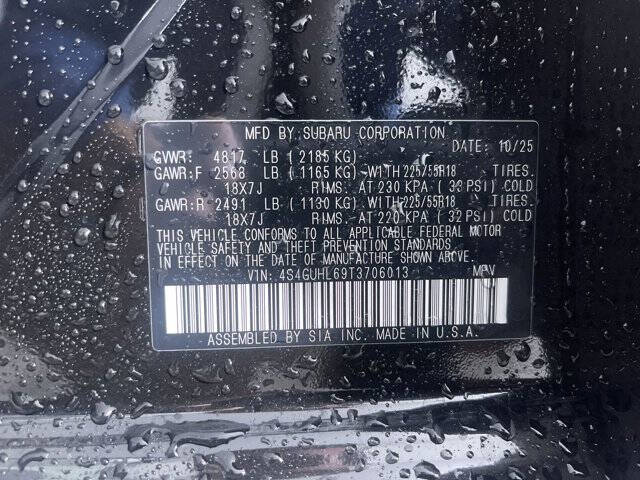 MFD BY: SUBARU CORPORATION
DATE: 10/25
GVWR: 4817 LB ( 2185 KG)
GAWR:F 2568 LB ( 1165 KG) WITH 225/55R18 TIRES.
18X7J RIMS. AT 230 KPA ( 33 PSI) COLD
GAWR:R 2491 LB ( 1130 KG) WITH 225/55R18 TIRES.
18X7J RIMS. AT 220 KPA ( 32 PSI) COLD
THIS VEHICLE CONFORMS TO ALL APPLICABLE FEDERAL MOTOR
VEHICLE SAFETY AND THEFT PREVENTION STANDARDS
IN EFFECT ON THE DATE OF MANUFACTURE SHOWN ABOVE.
VIN: 4S4GUHL69T3706013 MPV
ASSEMBLED BY SIA INC. MADE IN U.S.A.